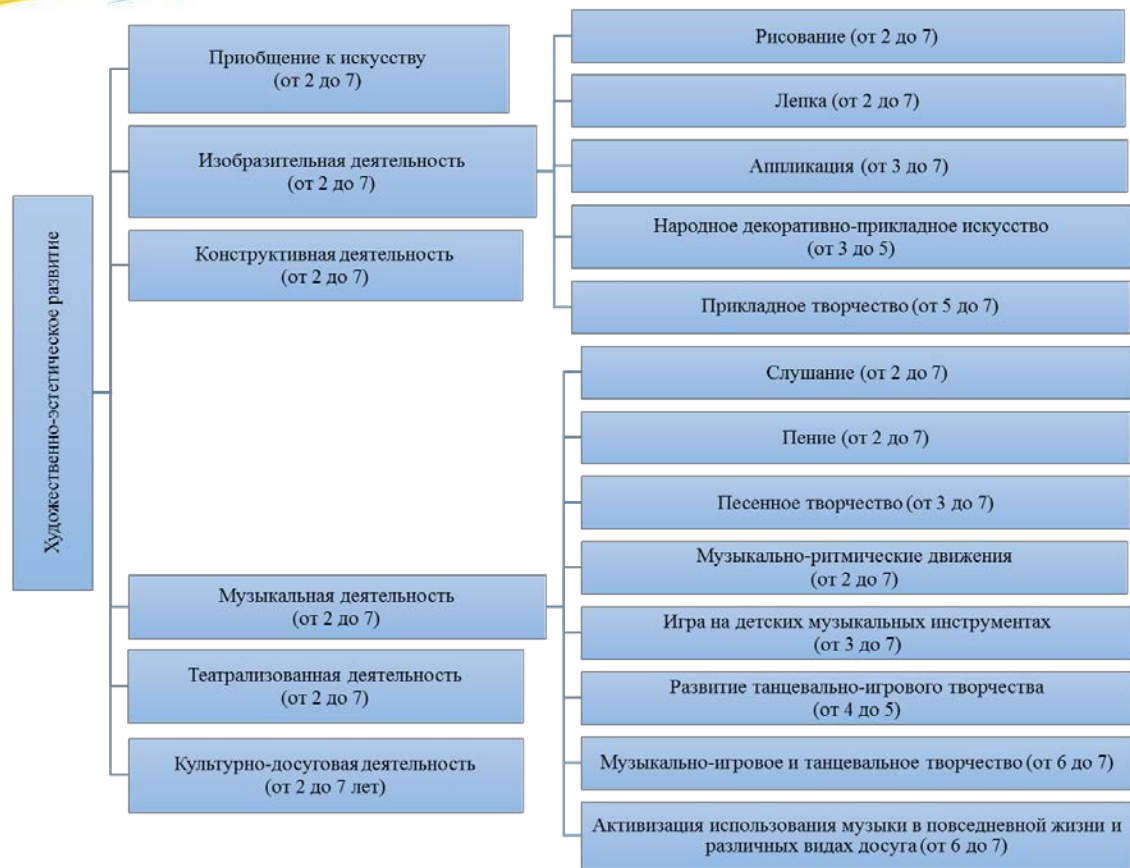 Художественно-эстетическое развитие
Приобщение к искусству
(от 2 до 7)
Изобразительная деятельность
(от 2 до 7)
Рисование (от 2 до 7)
Лепка (от 2 до 7)
Аппликация (от 3 до 7)
Народное декоративно-прикладное искусство
(от 3 до 5)
Прикладное творчество (от 5 до 7)
Конструктивная деятельность
(от 2 до 7)
Музыкальная деятельность
(от 2 до 7)
Слушание (от 2 до 7)
Пение (от 2 до 7)
Песенное творчество (от 3 до 7)
Музыкально-ритмические движения
(от 2 до 7)
Игра на детских музыкальных инструментах
(от 3 до 7)
Развитие танцевально-игрового творчества
(от 4 до 5)
Музыкально-игровое и танцевальное творчество (от 6 до 7)
Активизация использования музыки в повседневной жизни и
различных видах досуга (от 6 до 7)
Театрализованная деятельность
(от 2 до 7)
Культурно-досуговая деятельность
(от 2 до 7 лет)